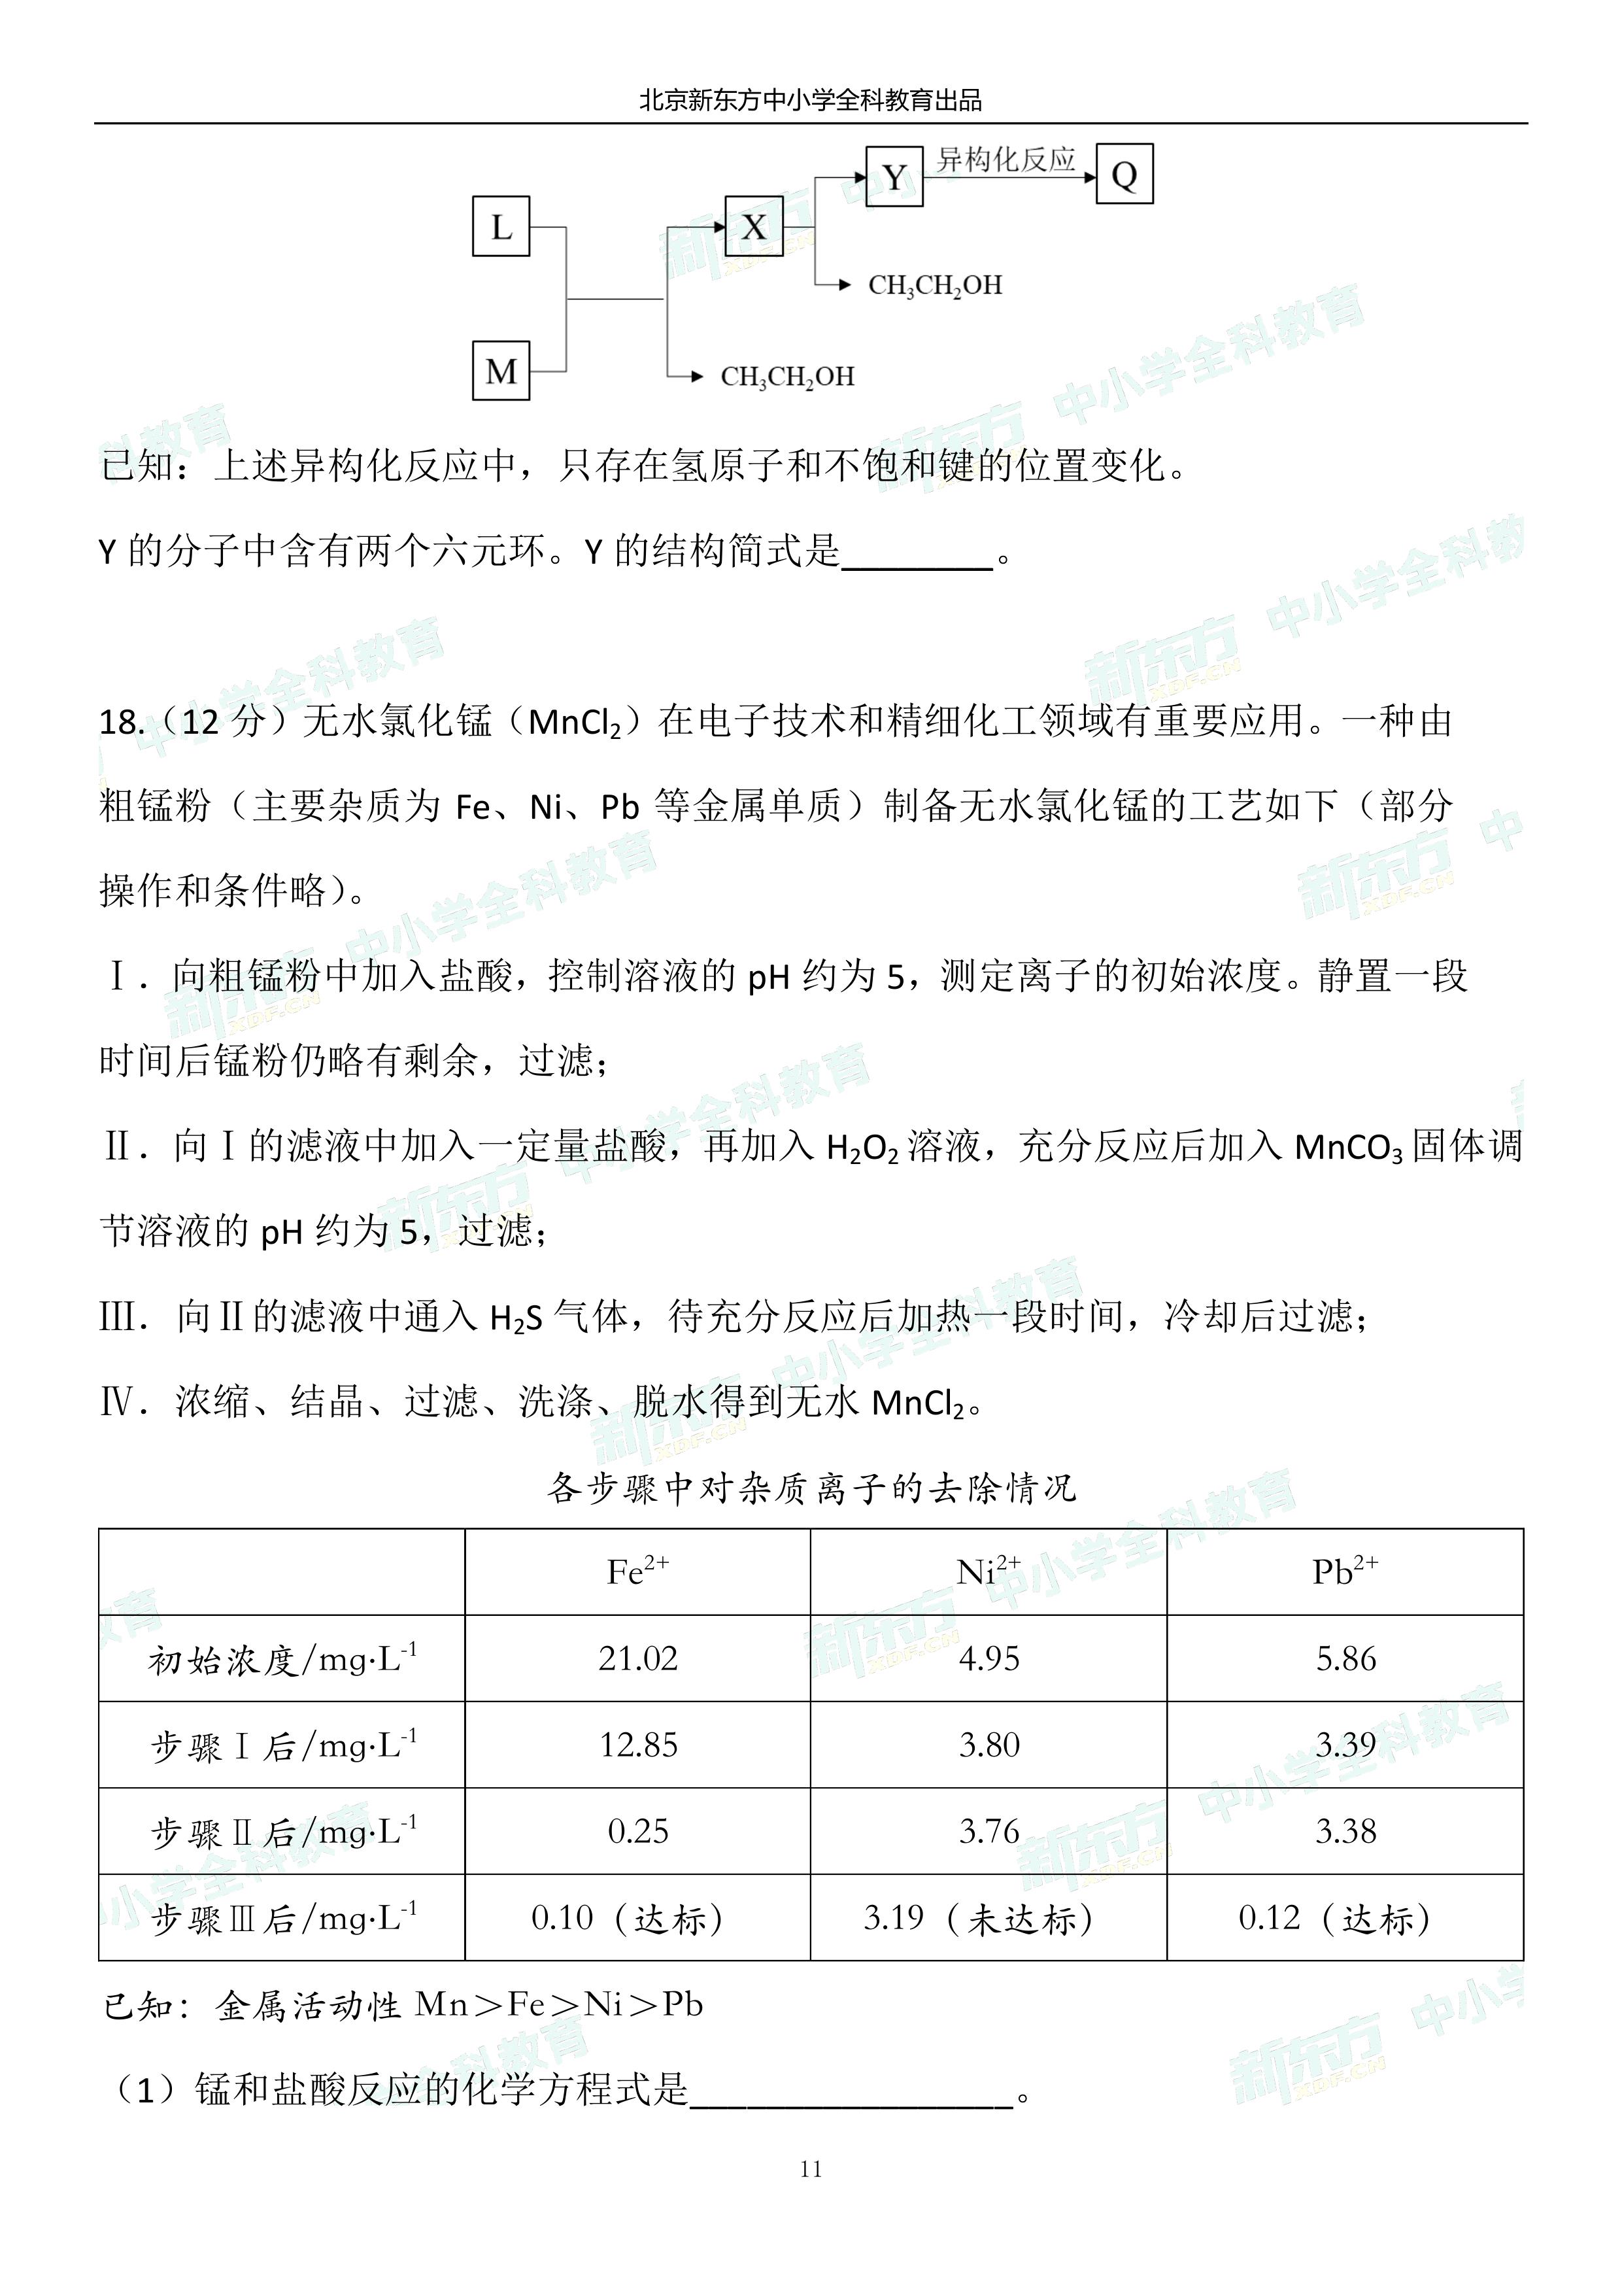 北京新东方中小学全科教育出品
Y 异构化反应 Q
L X
CH₃CH₂OH
M CH₃CH₂OH
已知：上述异构化反应中，只存在氢原子和不饱和键的位置变化。
Y 的分子中含有两个六元环。Y 的结构简式是________。
18.（12 分）无水氯化锰（MnCl₂）在电子技术和精细化工领域有重要应用。一种由
粗锰粉（主要杂质为 Fe、Ni、Pb 等金属单质）制备无水氯化锰的工艺如下（部分
操作和条件略）。
Ⅰ．向粗锰粉中加入盐酸，控制溶液的 pH 约为 5，测定离子的初始浓度。静置一段
时间后锰粉仍略有剩余，过滤；
Ⅱ．向Ⅰ的滤液中加入一定量盐酸，再加入 H₂O₂ 溶液，充分反应后加入 MnCO₃ 固体调
节溶液的 pH 约为 5，过滤；
Ⅲ．向Ⅱ的滤液中通入 H₂S 气体，待充分反应后加热一段时间，冷却后过滤；
Ⅳ．浓缩、结晶、过滤、洗涤、脱水得到无水 MnCl₂。
各步骤中对杂质离子的去除情况
Fe²⁺ Ni²⁺ Pb²⁺
初始浓度/mg·L⁻¹ 21.02 4.95 5.86
步骤Ⅰ后/mg·L⁻¹ 12.85 3.80 3.39
步骤Ⅱ后/mg·L⁻¹ 0.25 3.76 3.38
步骤Ⅲ后/mg·L⁻¹ 0.10（达标） 3.19（未达标） 0.12（达标）
已知：金属活动性 Mn＞Fe＞Ni＞Pb
（1）锰和盐酸反应的化学方程式是_________________。
11